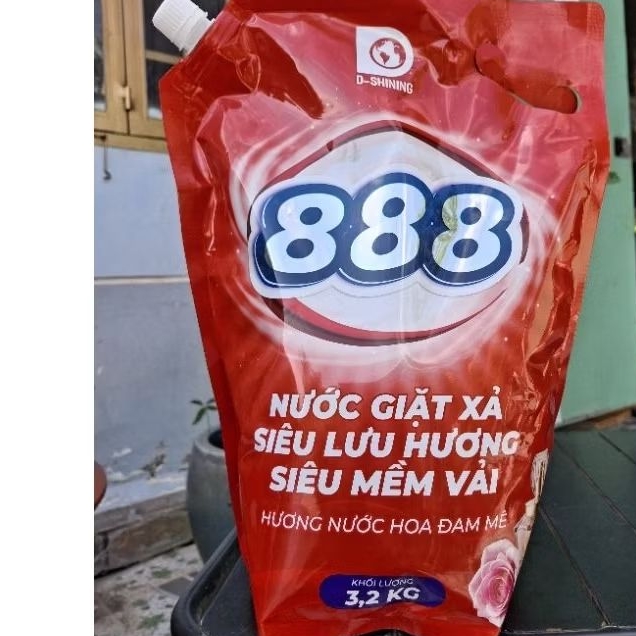 D-SHINING
888
NƯỚC GIẶT XẢ
SIÊU LƯU HƯƠNG
SIÊU MỀM VẢI
HƯƠNG NƯỚC HOA ĐAM MÊ
KHỐI LƯỢNG
3,2 KG